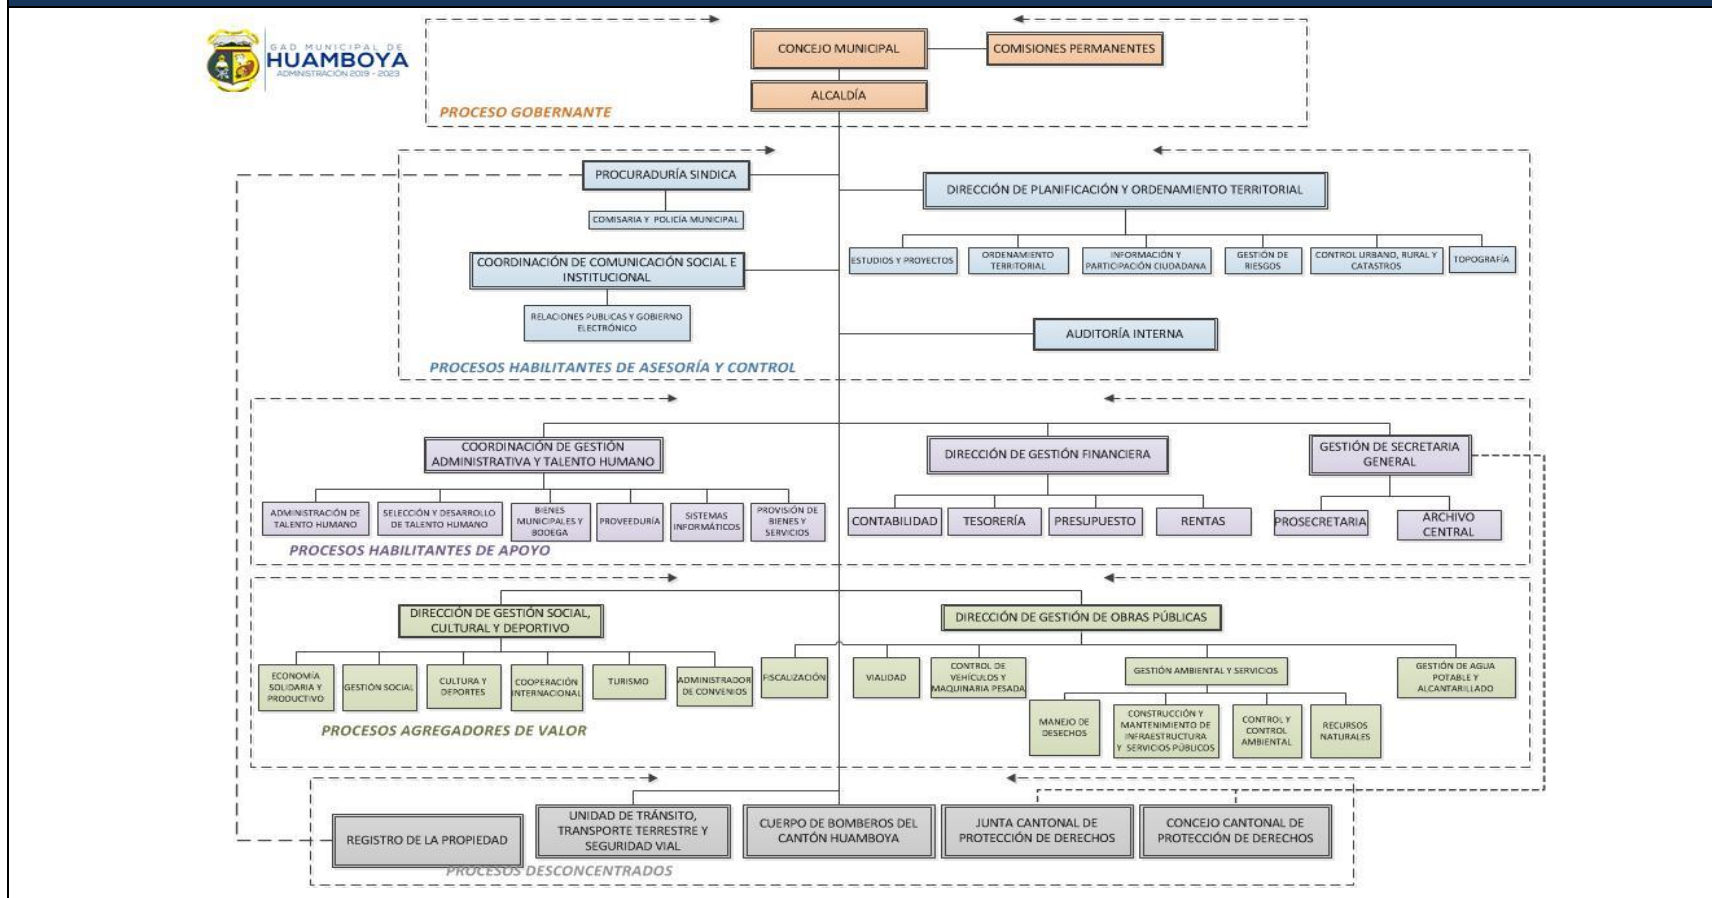 GAD MUNICIPAL DE
HUAMBOYA
ADMINISTRACIÓN 2019 - 2023
CONCEJO MUNICIPAL
COMISIONES PERMANENTES
ALCALDÍA
PROCESO GOBERNANTE
PROCURADURÍA SINDICA
COMISARIA Y POLICÍA MUNICIPAL
DIRECCIÓN DE PLANIFICACIÓN Y ORDENAMIENTO TERRITORIAL
ESTUDIOS Y PROYECTOS
ORDENAMIENTO
TERRITORIAL
INFORMACIÓN Y
PARTICIPACIÓN CIUDADANA
GESTIÓN DE
RIESGOS
CONTROL URBANO, RURAL Y
CATASTROS
TOPOGRAFÍA
COORDINACIÓN DE COMUNICACIÓN SOCIAL E
INSTITUCIONAL
RELACIONES PUBLICAS Y GOBIERNO
ELECTRÓNICO
AUDITORÍA INTERNA
PROCESOS HABILITANTES DE ASESORÍA Y CONTROL
COORDINACIÓN DE GESTIÓN
ADMINISTRATIVA Y TALENTO HUMANO
DIRECCIÓN DE GESTIÓN FINANCIERA
GESTIÓN DE SECRETARIA
GENERAL
ADMINISTRACIÓN DE
TALENTO HUMANO
SELECCIÓN Y DESARROLLO
DE TALENTO HUMANO
BIENES
MUNICIPALES Y
BODEGA
PROVEEDURÍA
SISTEMAS
INFORMÁTICOS
PROVISIÓN DE
BIENES Y
SERVICIOS
CONTABILIDAD
TESORERÍA
PRESUPUESTO
RENTAS
PROSECRETARIA
ARCHIVO
CENTRAL
PROCESOS HABILITANTES DE APOYO
DIRECCIÓN DE GESTIÓN SOCIAL,
CULTURAL Y DEPORTIVO
DIRECCIÓN DE GESTIÓN DE OBRAS PÚBLICAS
ECONOMÍA
SOLIDARIA Y
PRODUCTIVO
GESTIÓN SOCIAL
CULTURA Y
DEPORTES
COOPERACIÓN
INTERNACIONAL
TURISMO
ADMINISTRADOR
DE CONVENIOS
FISCALIZACIÓN
VIALIDAD
CONTROL DE
VEHÍCULOS Y
MAQUINARIA PESADA
GESTIÓN AMBIENTAL Y SERVICIOS
GESTIÓN DE AGUA
POTABLE Y
ALCANTARILLADO
MANEJO DE
DESECHOS
CONSTRUCCIÓN Y
MANTENIMIENTO DE
INFRAESTRUCTURA
Y SERVICIOS PÚBLICOS
CONTROL Y
CONTROL
AMBIENTAL
RECURSOS
NATURALES
PROCESOS AGREGADORES DE VALOR
REGISTRO DE LA PROPIEDAD
UNIDAD DE TRÁNSITO,
TRANSPORTE TERRESTRE Y
SEGURIDAD VIAL
CUERPO DE BOMBEROS DEL
CANTÓN HUAMBOYA
JUNTA CANTONAL DE
PROTECCIÓN DE DERECHOS
CONCEJO CANTONAL DE
PROTECCIÓN DE DERECHOS
PROCESOS DESCONCENTRADOS